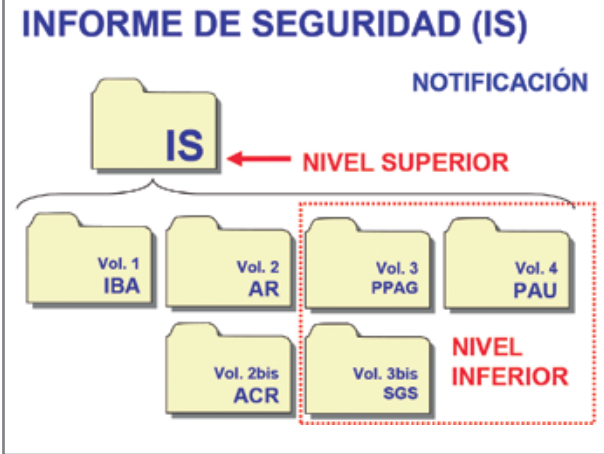 INFORME DE SEGURIDAD (IS)
NOTIFICACIÓN
IS
NIVEL SUPERIOR
Vol. 1
IBA
Vol. 2
AR
Vol. 3
PPAG
Vol. 4
PAU
Vol. 2bis
ACR
Vol. 3bis
SGS
NIVEL
INFERIOR